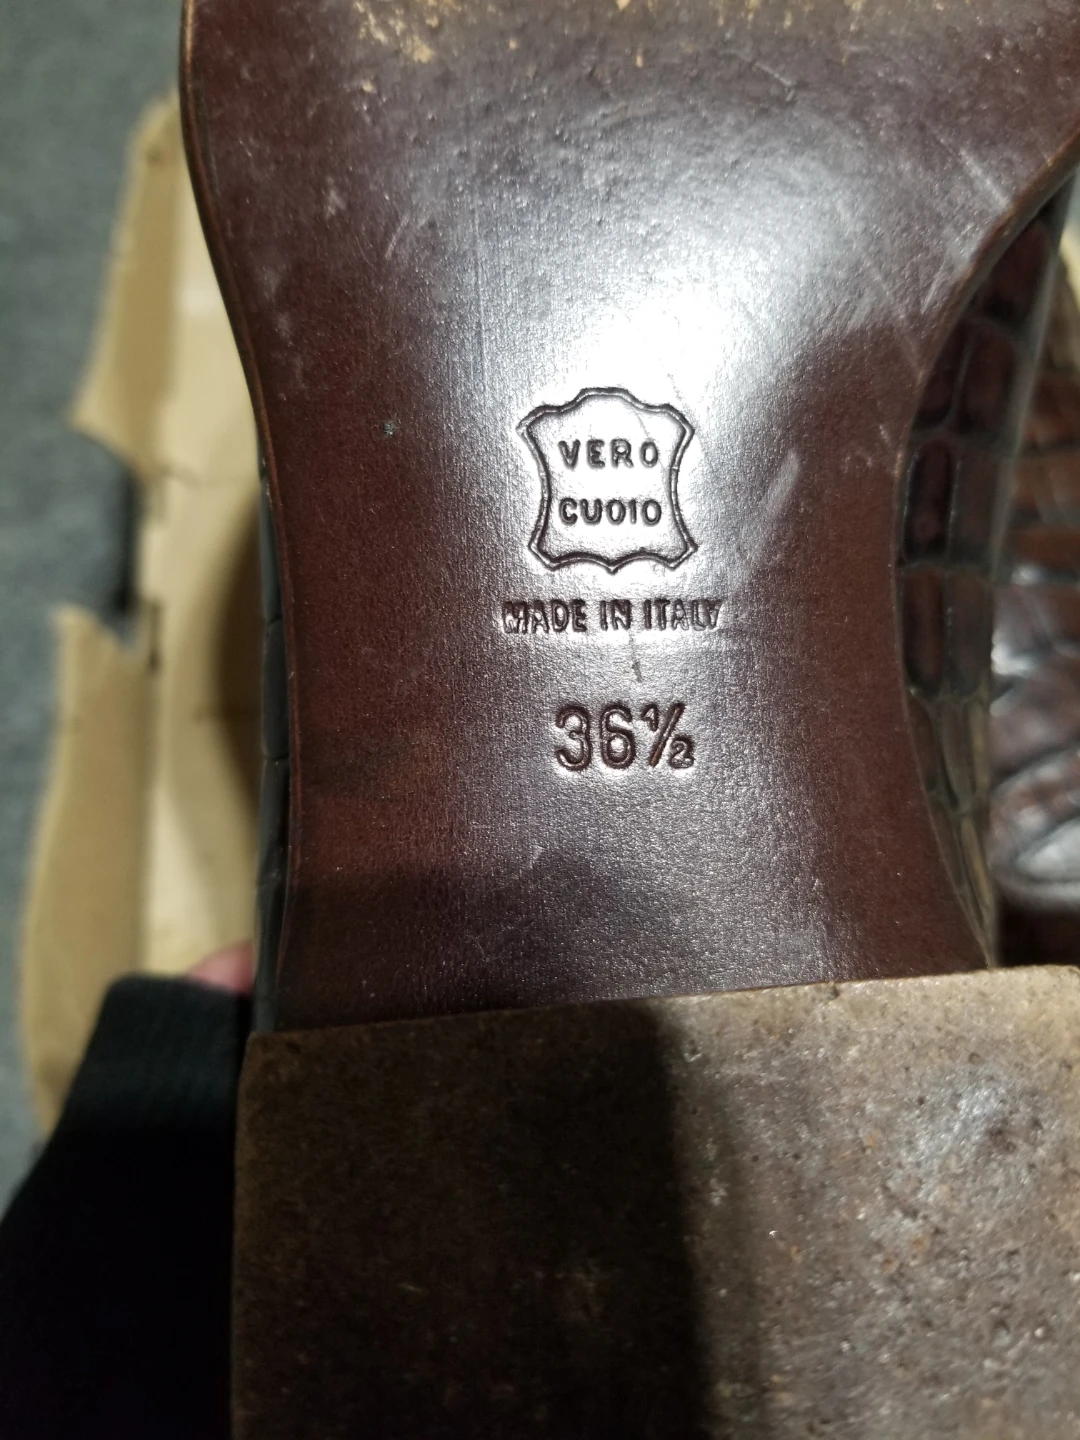 VERO
CUOIO
MADE IN ITALY
36½